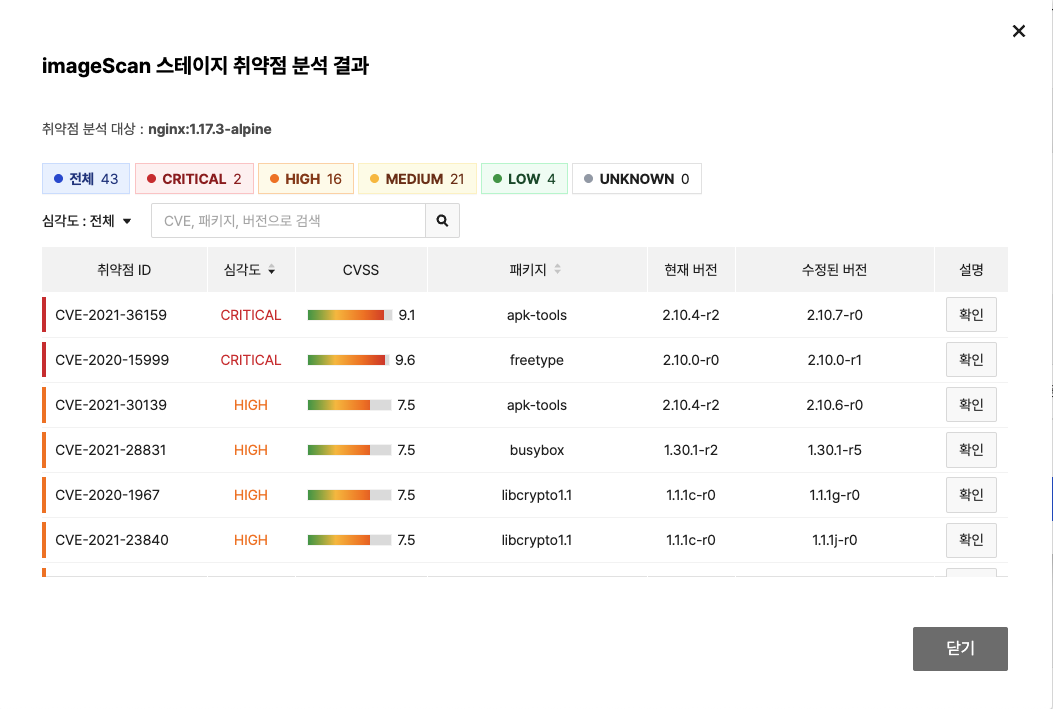 imageScan 스테이지 취약점 분석 결과
취약점 분석 대상 : nginx:1.17.3-alpine
전체 43 CRITICAL 2 HIGH 16 MEDIUM 21 LOW 4 UNKNOWN 0
심각도 : 전체 CVE, 패키지, 버전으로 검색
취약점 ID 심각도 CVSS 패키지 현재 버전 수정된 버전 설명
CVE-2021-36159 CRITICAL 9.1 apk-tools 2.10.4-r2 2.10.7-r0 확인
CVE-2020-15999 CRITICAL 9.6 freetype 2.10.0-r0 2.10.0-r1 확인
CVE-2021-30139 HIGH 7.5 apk-tools 2.10.4-r2 2.10.6-r0 확인
CVE-2021-28831 HIGH 7.5 busybox 1.30.1-r2 1.30.1-r5 확인
CVE-2020-1967 HIGH 7.5 libcrypto1.1 1.1.1c-r0 1.1.1g-r0 확인
CVE-2021-23840 HIGH 7.5 libcrypto1.1 1.1.1c-r0 1.1.1j-r0 확인
닫기